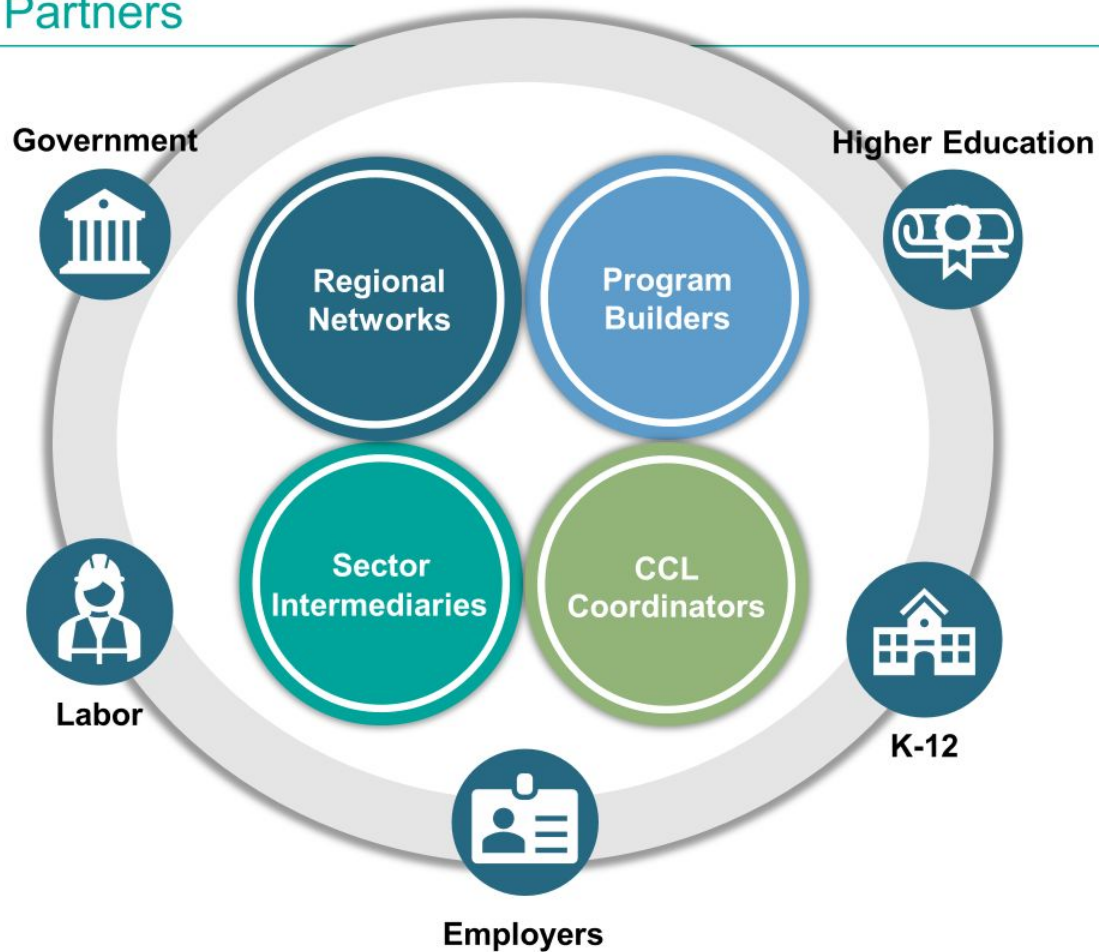 Partners
Government
Higher Education
Regional
Networks
Program
Builders
Sector
Intermediaries
CCL
Coordinators
Labor
K-12
Employers